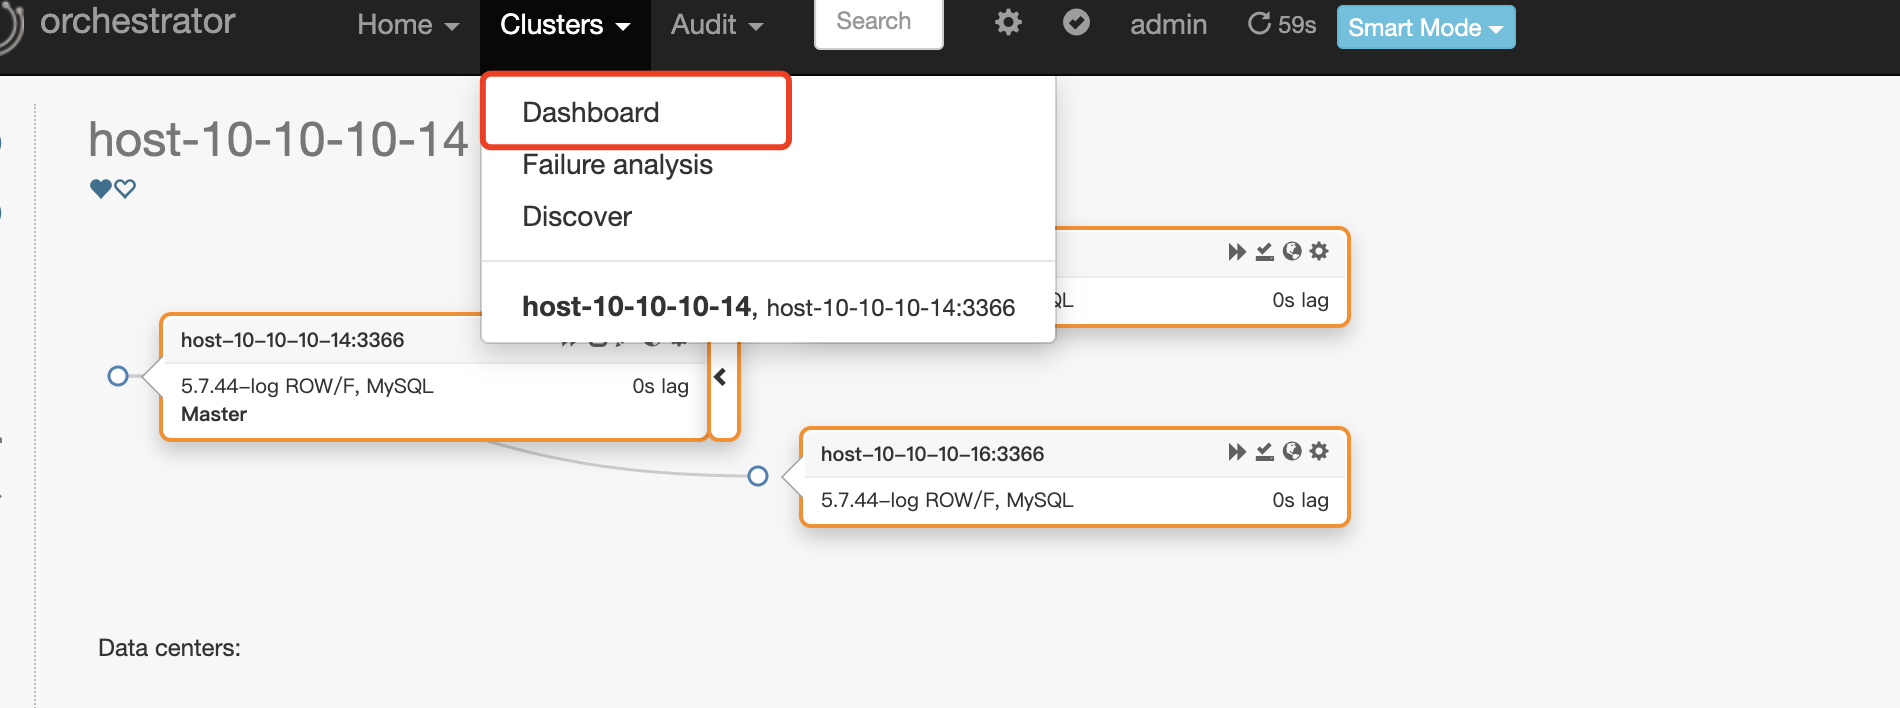 orchestrator Home Clusters Audit Search admin 59s Smart Mode
Dashboard
host-10-10-10-14
Failure analysis
Discover
host-10-10-10-14, host-10-10-10-14:3366
QL 0s lag
host-10-10-10-14:3366
5.7.44-log ROW/F, MySQL 0s lag
Master
host-10-10-10-16:3366
5.7.44-log ROW/F, MySQL 0s lag
Data centers: